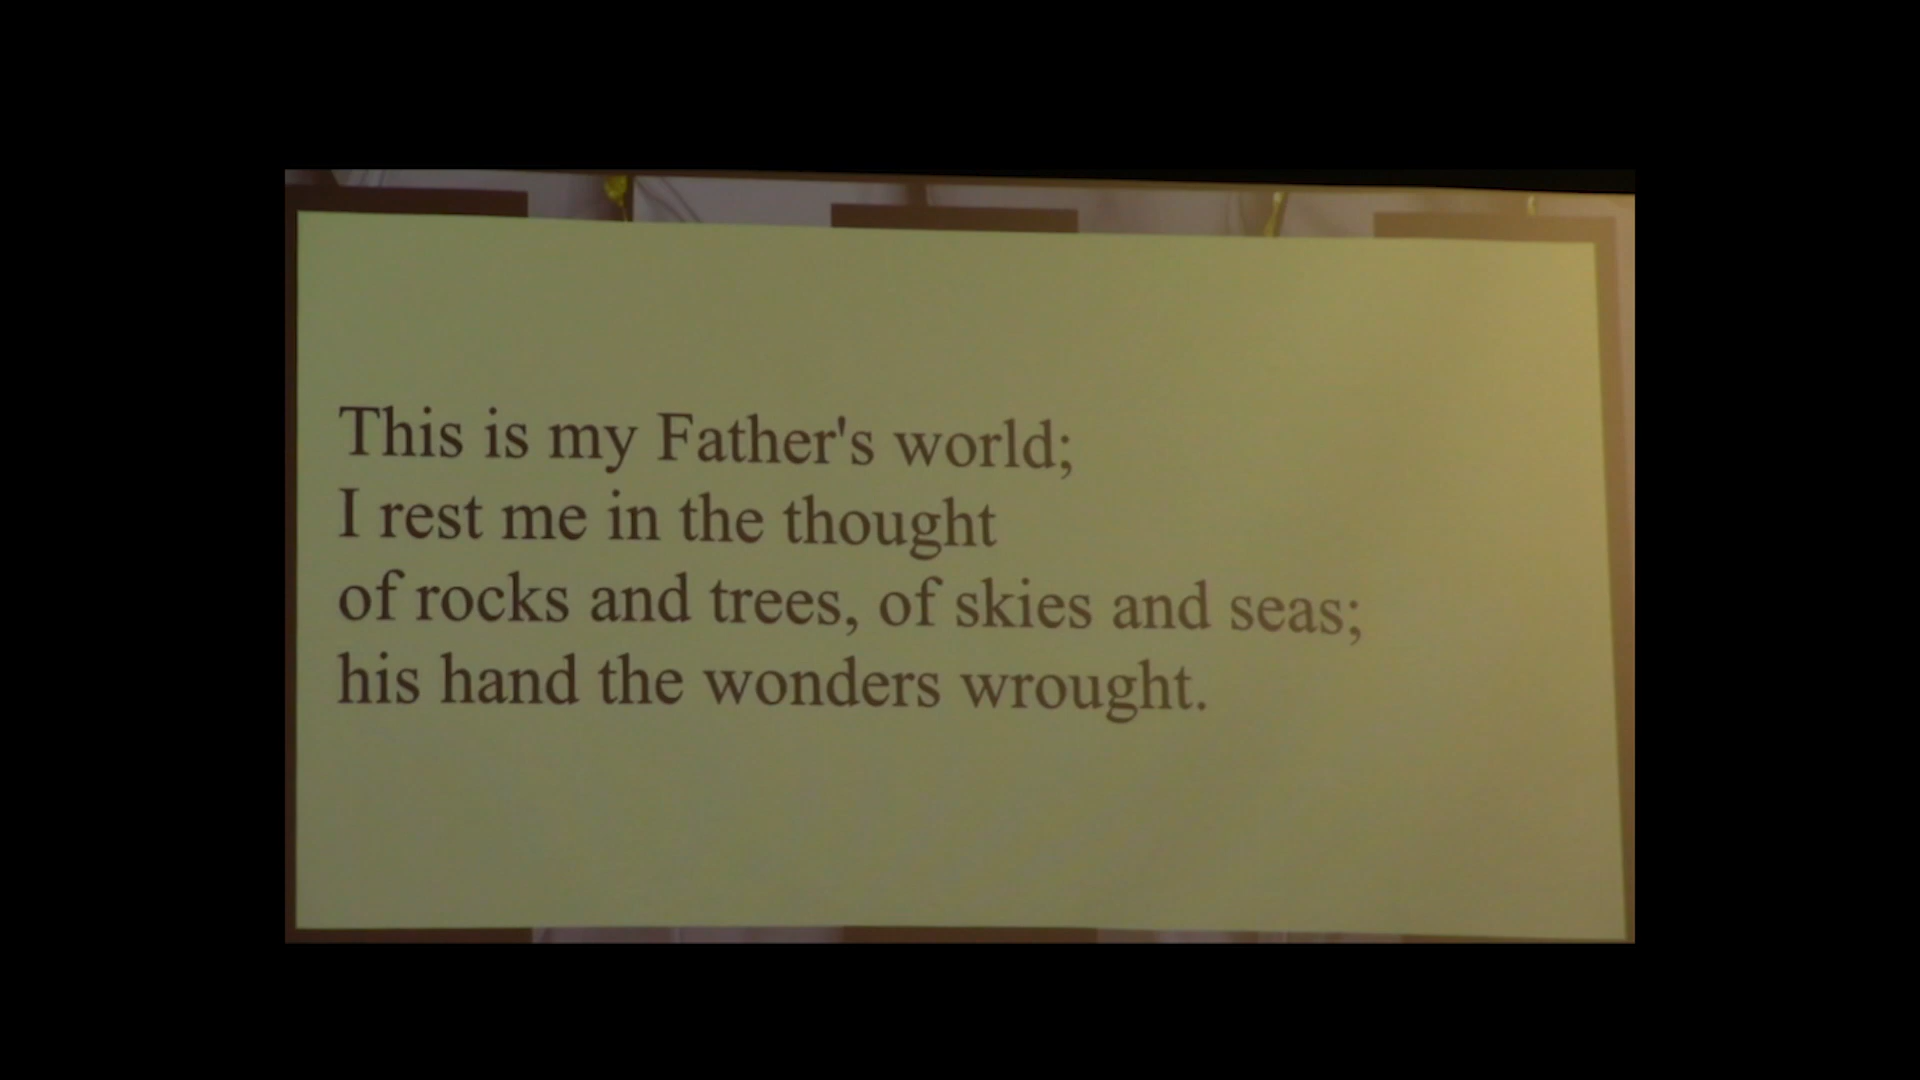 This is my Father's world;
I rest me in the thought
of rocks and trees, of skies and seas;
his hand the wonders wrought.